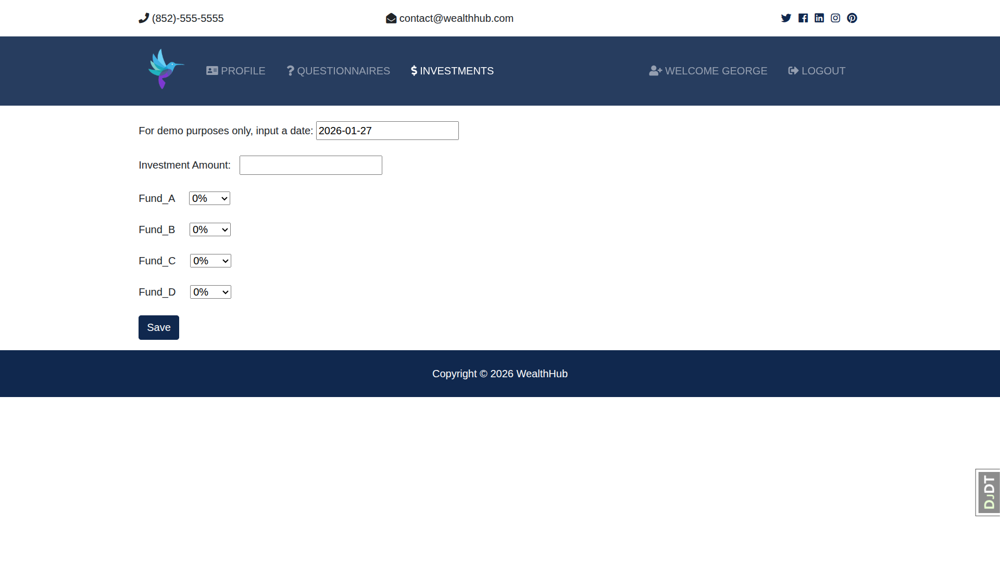 (852)-555-5555
contact@wealthhub.com
PROFILE
QUESTIONNAIRES
INVESTMENTS
WELCOME GEORGE
LOGOUT
For demo purposes only, input a date: 2026-01-27
Investment Amount:
Fund_A 0%
Fund_B 0%
Fund_C 0%
Fund_D 0%
Save
Copyright © 2026 WealthHub
DJDT